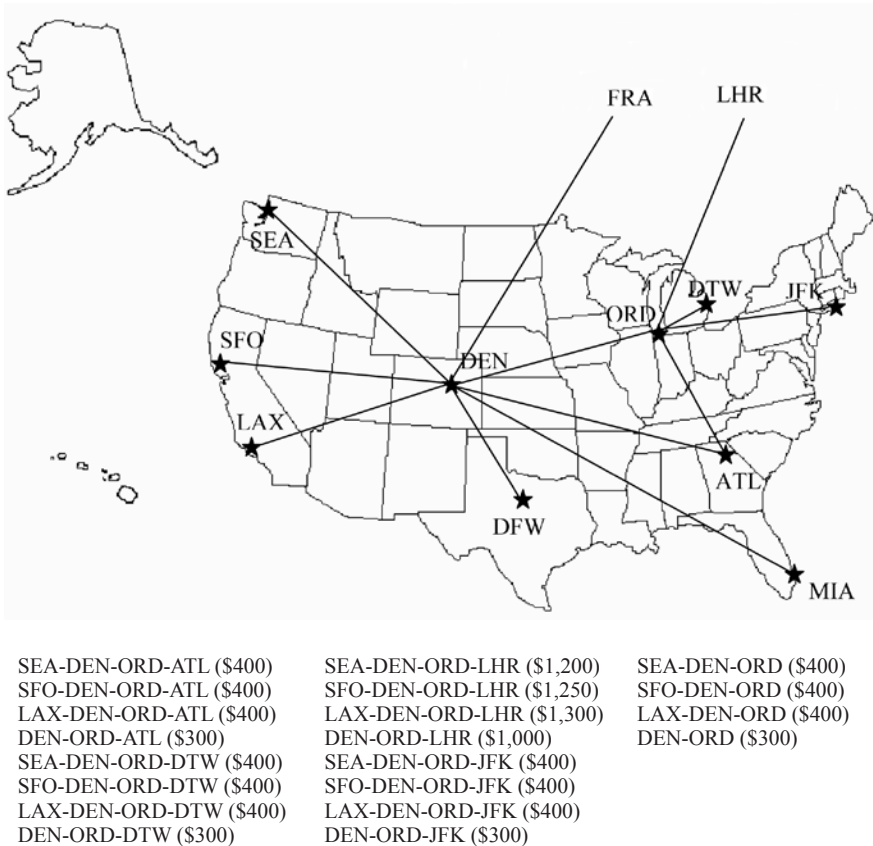 FRA
LHR
SEA
DTW
JFK
ORD
SFO
DEN
LAX
ATL
DFW
MIA
SEA-DEN-ORD-ATL ($400)
SFO-DEN-ORD-ATL ($400)
LAX-DEN-ORD-ATL ($400)
DEN-ORD-ATL ($300)
SEA-DEN-ORD-DTW ($400)
SFO-DEN-ORD-DTW ($400)
LAX-DEN-ORD-DTW ($400)
DEN-ORD-DTW ($300)
SEA-DEN-ORD-LHR ($1,200)
SFO-DEN-ORD-LHR ($1,250)
LAX-DEN-ORD-LHR ($1,300)
DEN-ORD-LHR ($1,000)
SEA-DEN-ORD-JFK ($400)
SFO-DEN-ORD-JFK ($400)
LAX-DEN-ORD-JFK ($400)
DEN-ORD-JFK ($300)
SEA-DEN-ORD ($400)
SFO-DEN-ORD ($400)
LAX-DEN-ORD ($400)
DEN-ORD ($300)